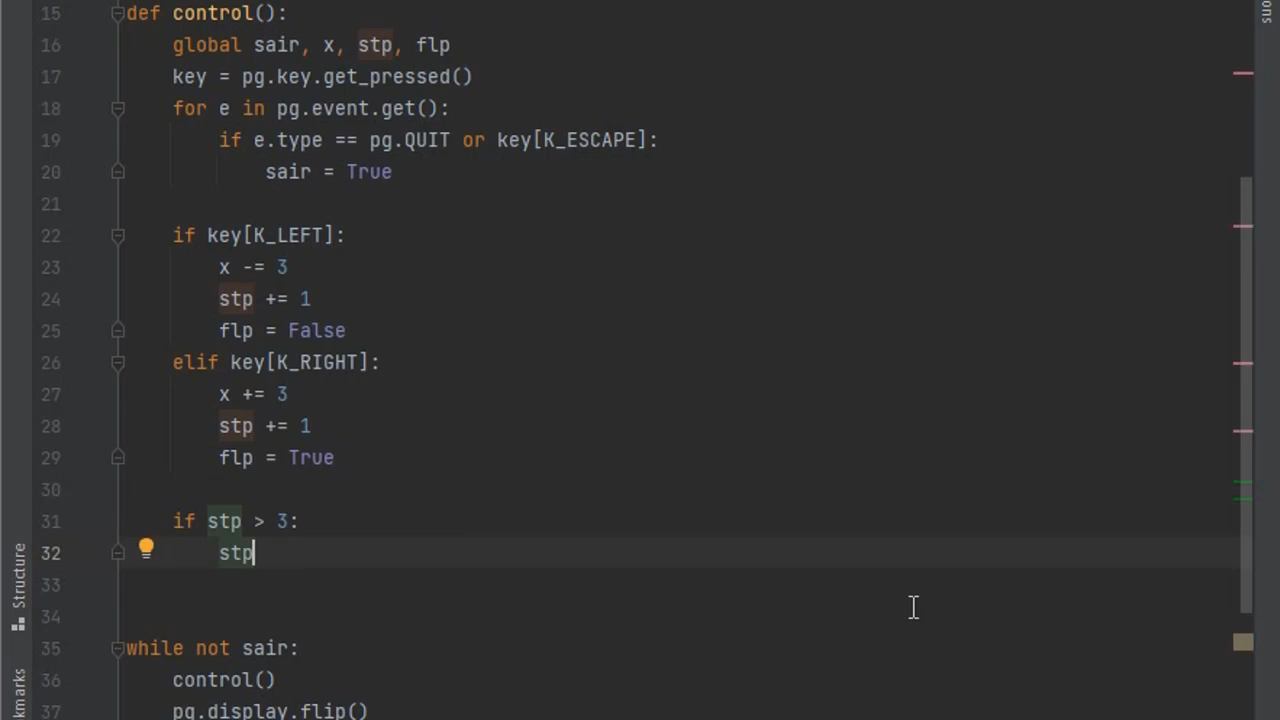 15 def control():
16     global sair, x, stp, flp
17     key = pg.key.get_pressed()
18     for e in pg.event.get():
19         if e.type == pg.QUIT or key[K_ESCAPE]:
20             sair = True
21
22     if key[K_LEFT]:
23         x -= 3
24         stp += 1
25         flp = False
26     elif key[K_RIGHT]:
27         x += 3
28         stp += 1
29         flp = True
30
31     if stp > 3:
32         stp
33
34
35 while not sair:
36     control()
37     pg.display.flip()
Structure
kmarks
ons